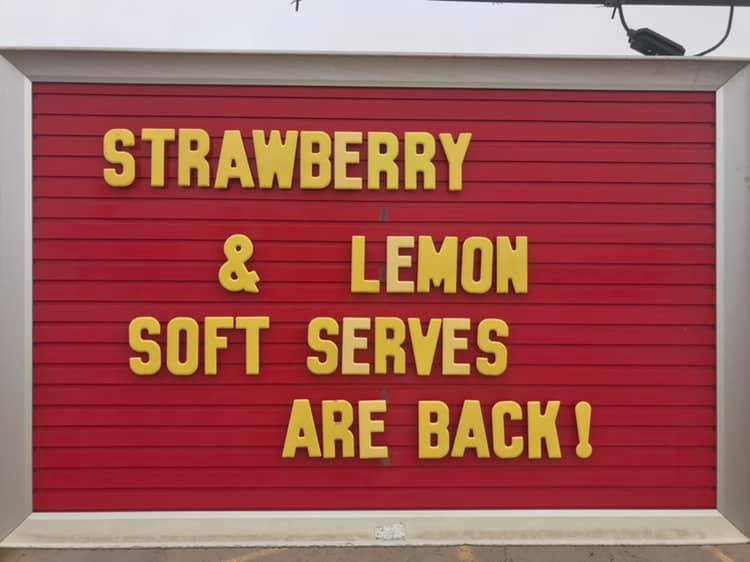 STRAWBERRY
& LEMON
SOFT SERVES
ARE BACK!